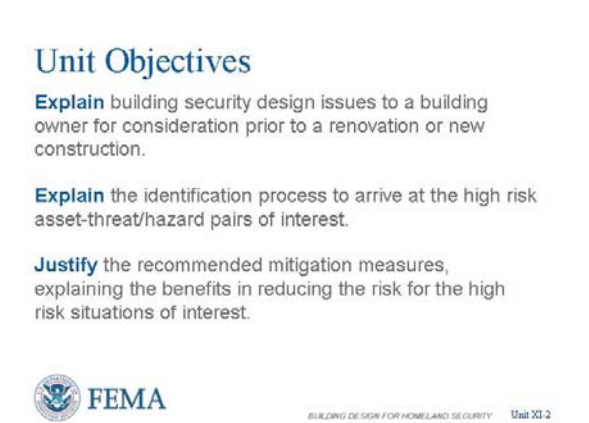 Unit Objectives
Explain building security design issues to a building
owner for consideration prior to a renovation or new
construction.
Explain the identification process to arrive at the high risk
asset-threat/hazard pairs of interest.
Justify the recommended mitigation measures,
explaining the benefits in reducing the risk for the high
risk situations of interest.
FEMA
BUILDING DESIGN FOR HOMELAND SECURITY Unit XI-2